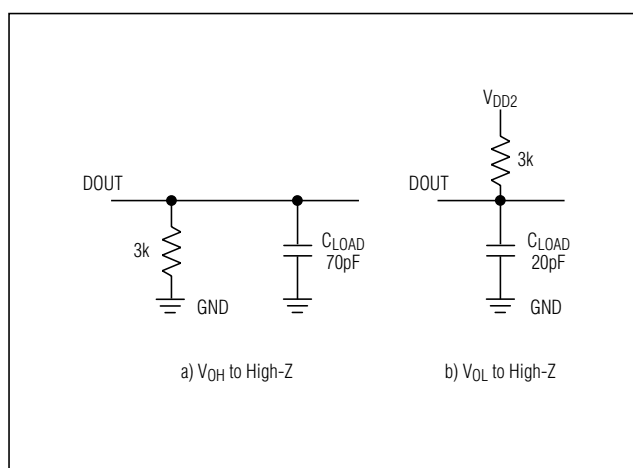 DOUT
3k
GND
CLOAD
70pF
a) VOH to High-Z
VDD2
3k
DOUT
CLOAD
20pF
GND
b) VOL to High-Z